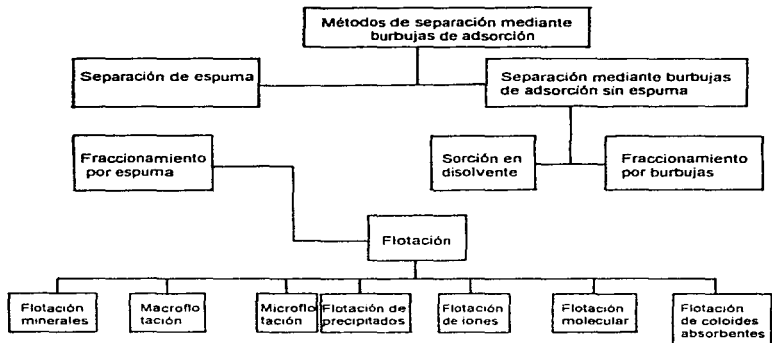 Métodos de separación mediante
burbujas de adsorción
Separación de espuma
Separación mediante burbujas
de adsorción sin espuma
Fraccionamiento
por espuma
Sorción en
disolvente
Fraccionamiento
por burbujas
Flotación
Flotación
minerales
Macroflo
tación
Microflo
tación
Flotación de
precipitados
Flotación
de iones
Flotación
molecular
Flotación
de coloides
absorbentes